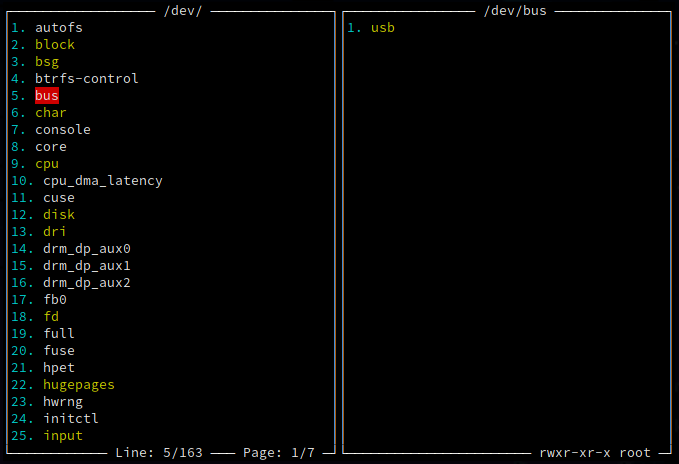 /dev/
1. autofs
2. block
3. bsg
4. btrfs-control
5. bus
6. char
7. console
8. core
9. cpu
10. cpu_dma_latency
11. cuse
12. disk
13. dri
14. drm_dp_aux0
15. drm_dp_aux1
16. drm_dp_aux2
17. fb0
18. fd
19. full
20. fuse
21. hpet
22. hugepages
23. hwrng
24. initctl
25. input
Line: 5/163 Page: 1/7
/dev/bus
1. usb
rwxr-xr-x root